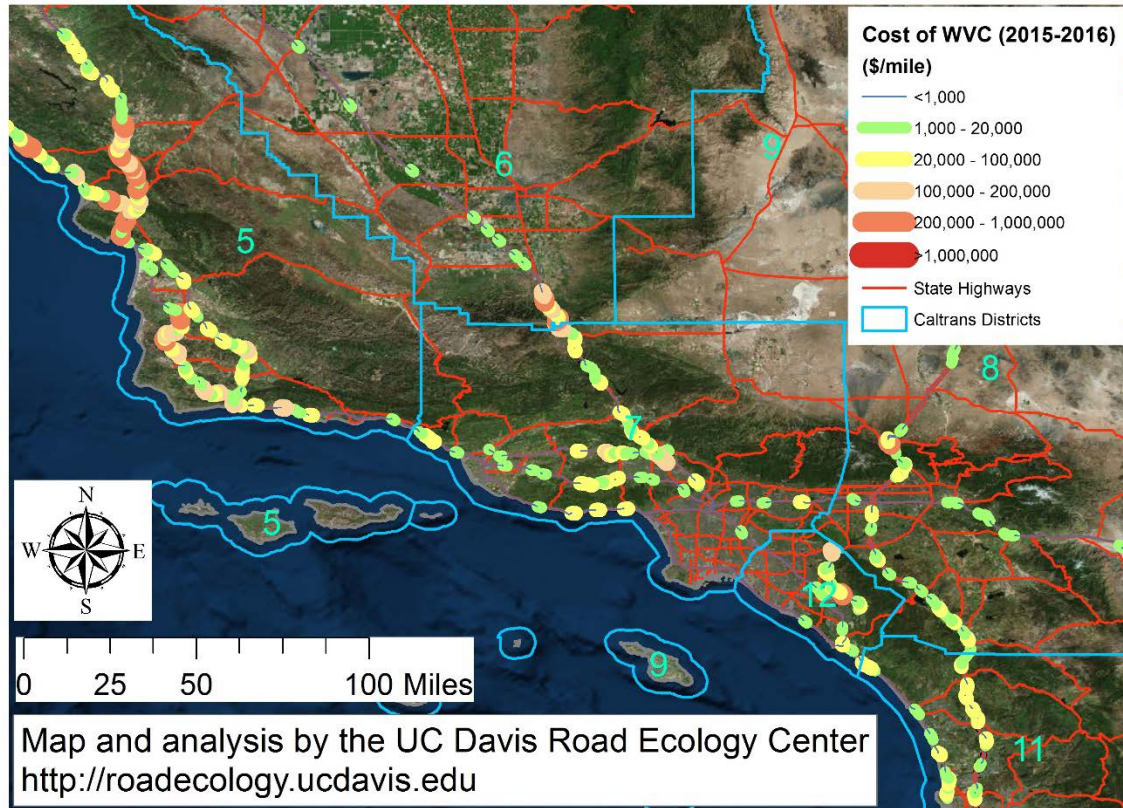 Cost of WVC (2015-2016)
($/mile)
<1,000
1,000 - 20,000
20,000 - 100,000
100,000 - 200,000
200,000 - 1,000,000
>1,000,000
State Highways
Caltrans Districts
9
6
5
8
7
5
12
9
11
N
W E
S
0 25 50 100 Miles
Map and analysis by the UC Davis Road Ecology Center
http://roadecology.ucdavis.edu